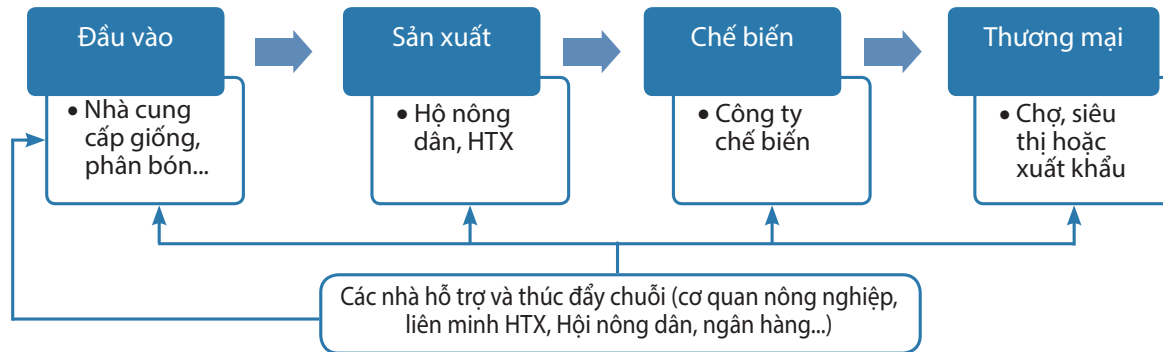 Đầu vào
• Nhà cung
cấp giống,
phân bón...
Sản xuất
• Hộ nông
dân, HTX
Chế biến
• Công ty
chế biến
Thương mại
• Chợ, siêu
thị hoặc
xuất khẩu
Các nhà hỗ trợ và thúc đẩy chuỗi (cơ quan nông nghiệp,
liên minh HTX, Hội nông dân, ngân hàng...)